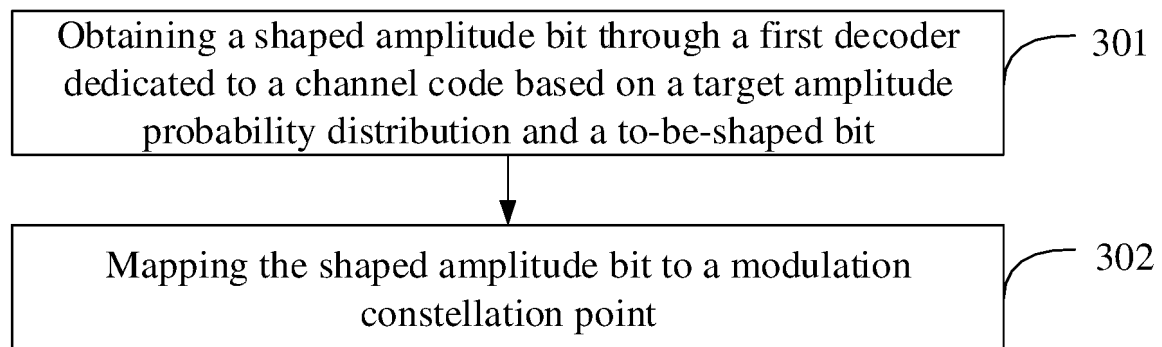 Obtaining a shaped amplitude bit through a first decoder
dedicated to a channel code based on a target amplitude
probability distribution and a to-be-shaped bit
301
Mapping the shaped amplitude bit to a modulation
constellation point
302